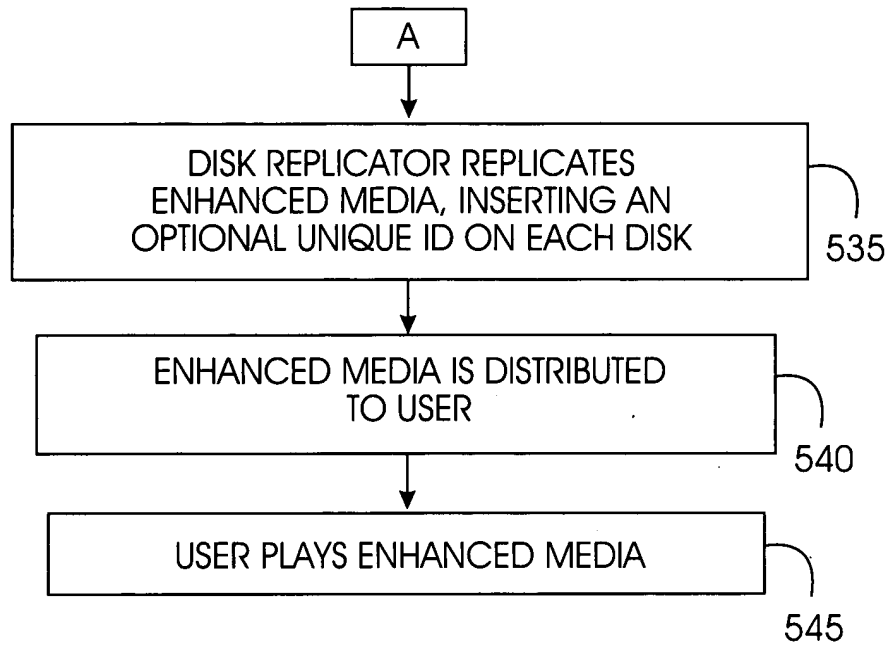 A
DISK REPLICATOR REPLICATES
ENHANCED MEDIA, INSERTING AN
OPTIONAL UNIQUE ID ON EACH DISK
535
ENHANCED MEDIA IS DISTRIBUTED
TO USER
540
USER PLAYS ENHANCED MEDIA
545